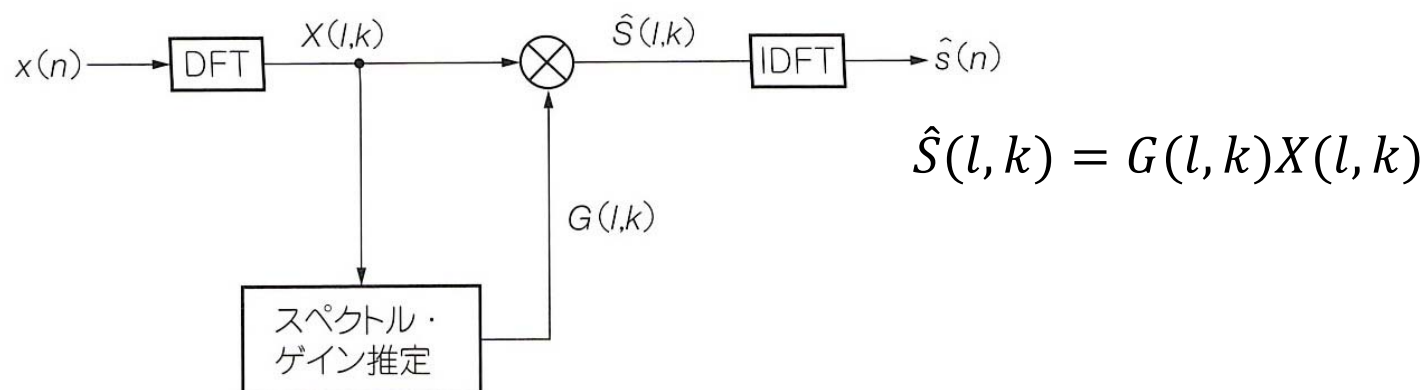 x(n)
DFT
X(l,k)
Ŝ(l,k)
IDFT
ŝ(n)
Ŝ(l, k) = G(l, k)X(l, k)
G(l,k)
スペクトル・
ゲイン推定